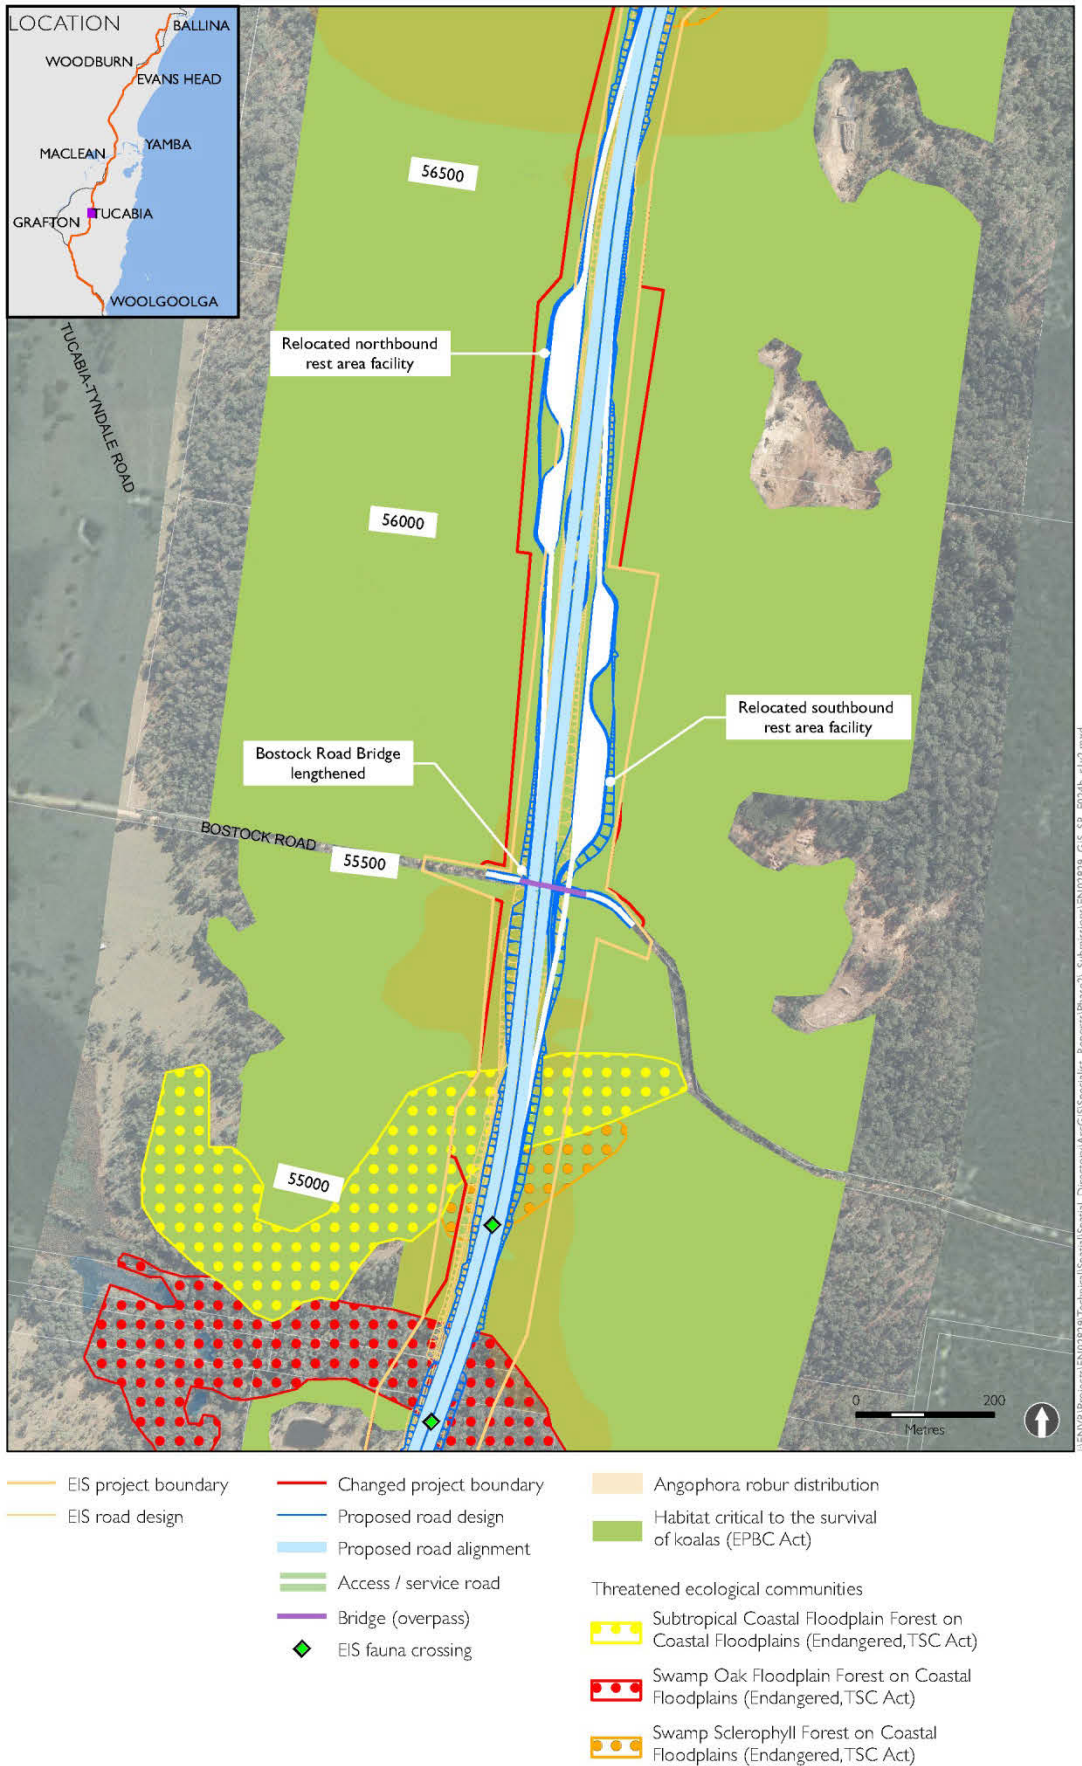 LOCATION
BALLINA
WOODBURN
EVANS HEAD
YAMBA
MACLEAN
TUCABIA
GRAFTON
WOOLGOOLGA
TUCABIA-TYNDALE ROAD
56500
Relocated northbound
rest area facility
56000
Relocated southbound
rest area facility
Bostock Road Bridge
lengthened
BOSTOCK ROAD
55500
55000
0 200
Metres
EIS project boundary
EIS road design
Changed project boundary
Proposed road design
Proposed road alignment
Access / service road
Bridge (overpass)
EIS fauna crossing
Angophora robur distribution
Habitat critical to the survival
of koalas (EPBC Act)
Threatened ecological communities
Subtropical Coastal Floodplain Forest on
Coastal Floodplains (Endangered, TSC Act)
Swamp Oak Floodplain Forest on Coastal
Floodplains (Endangered, TSC Act)
Swamp Sclerophyll Forest on Coastal
Floodplains (Endangered, TSC Act)